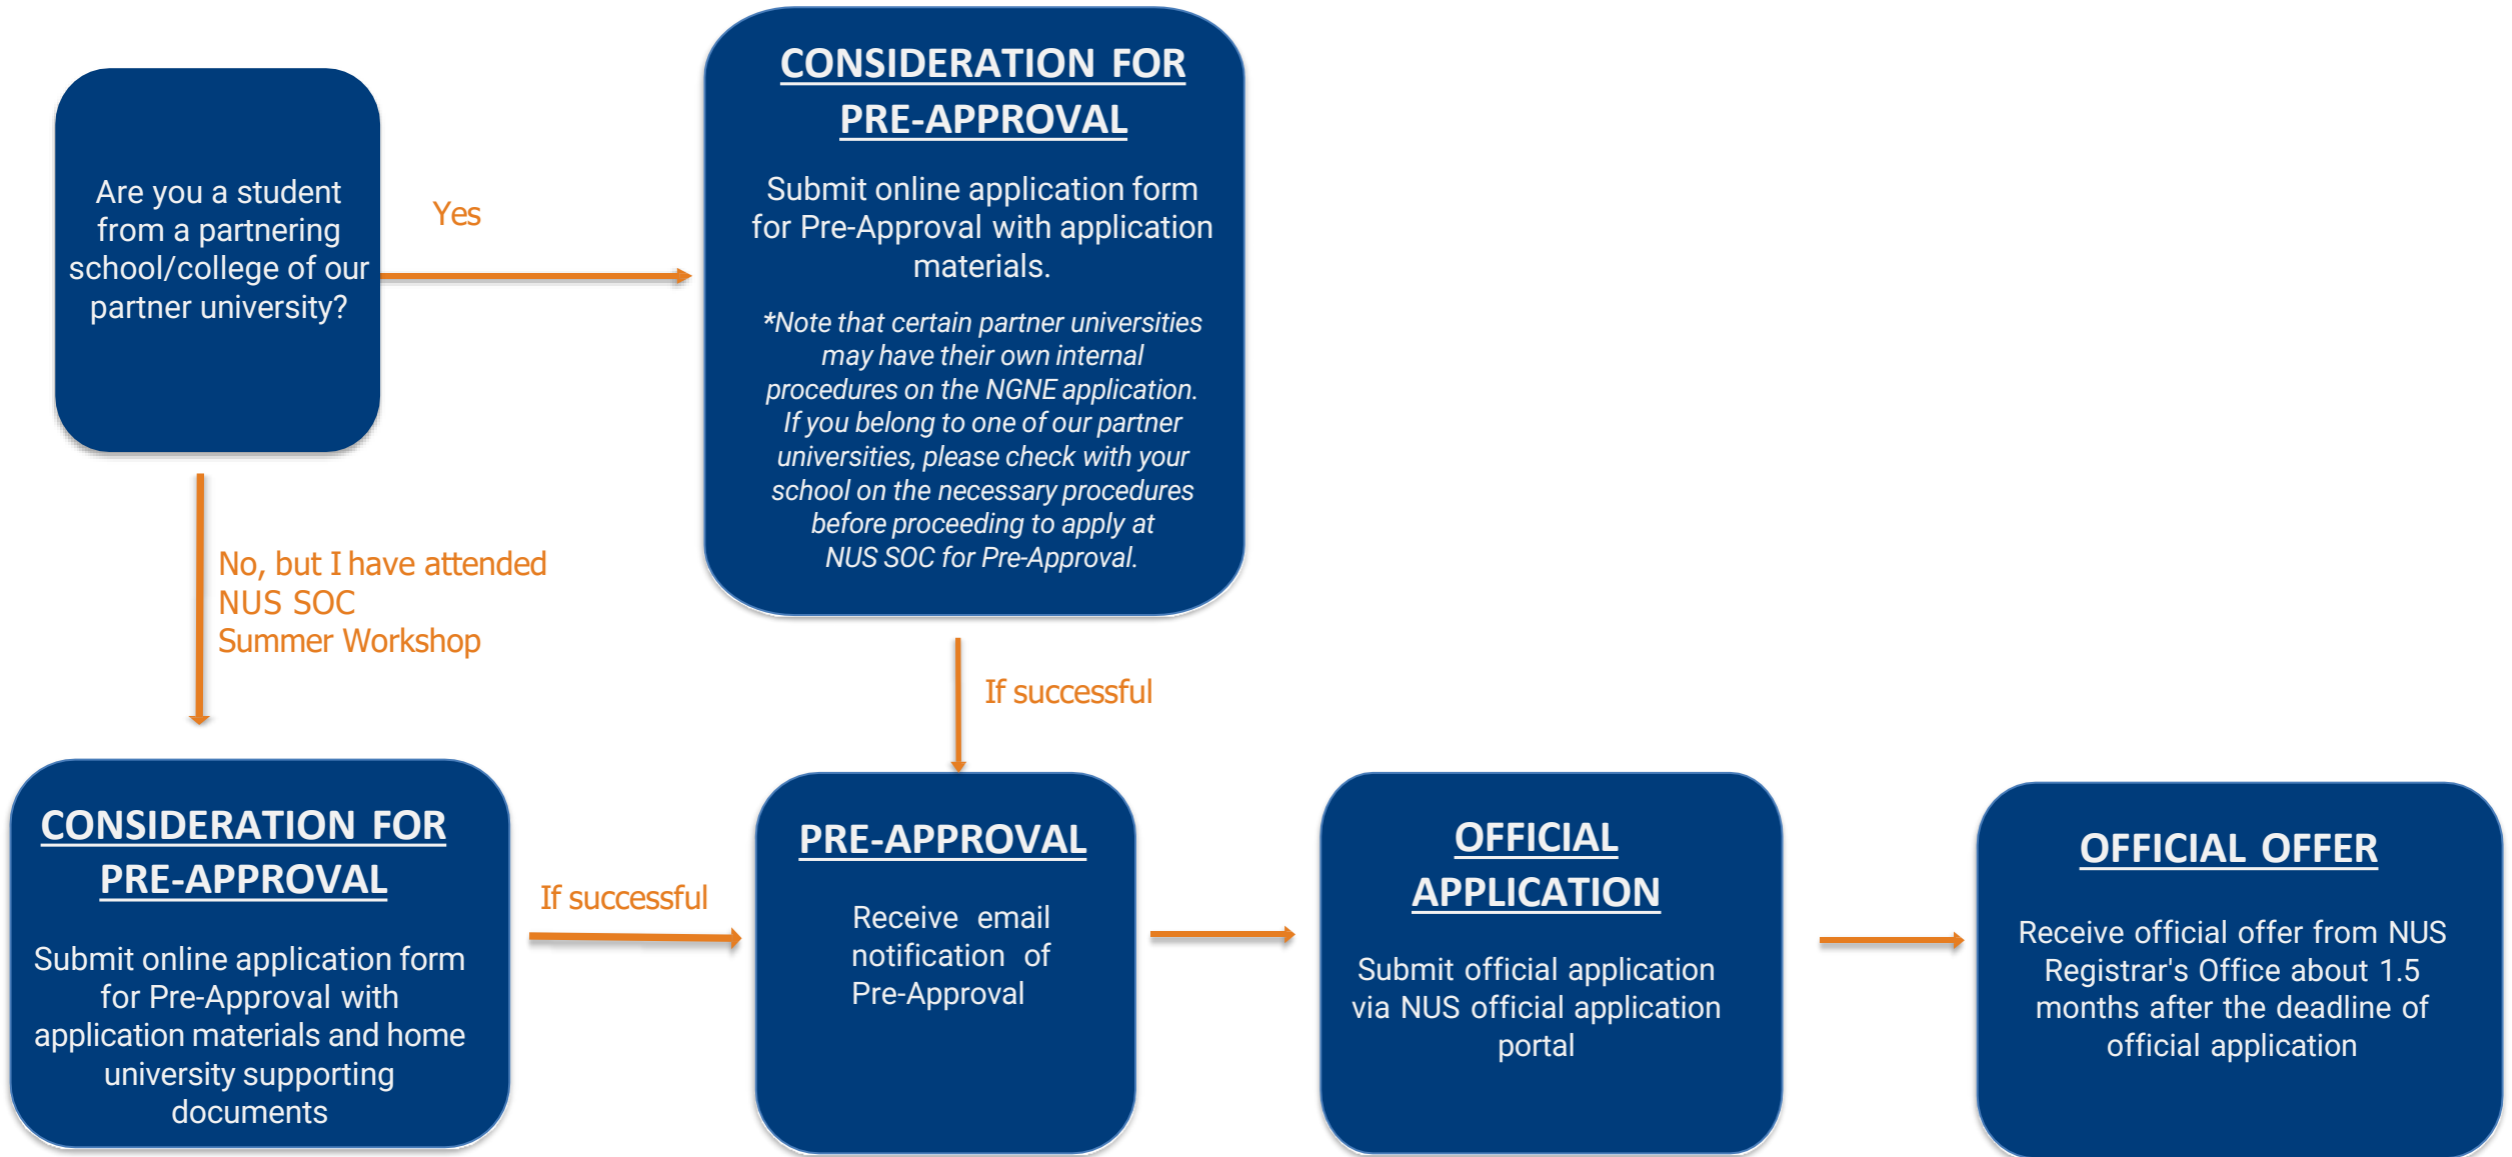 Are you a student
from a partnering
school/college of our
partner university?
Yes
CONSIDERATION FOR
PRE-APPROVAL
Submit online application form
for Pre-Approval with application
materials.
*Note that certain partner universities
may have their own internal
procedures on the NGNE application.
If you belong to one of our partner
universities, please check with your
school on the necessary procedures
before proceeding to apply at
NUS SOC for Pre-Approval.
No, but I have attended
NUS SOC
Summer Workshop
If successful
CONSIDERATION FOR
PRE-APPROVAL
Submit online application form
for Pre-Approval with
application materials and home
university supporting
documents
If successful
PRE-APPROVAL
Receive email
notification of
Pre-Approval
OFFICIAL
APPLICATION
Submit official application
via NUS official application
portal
OFFICIAL OFFER
Receive official offer from NUS
Registrar's Office about 1.5
months after the deadline of
official application